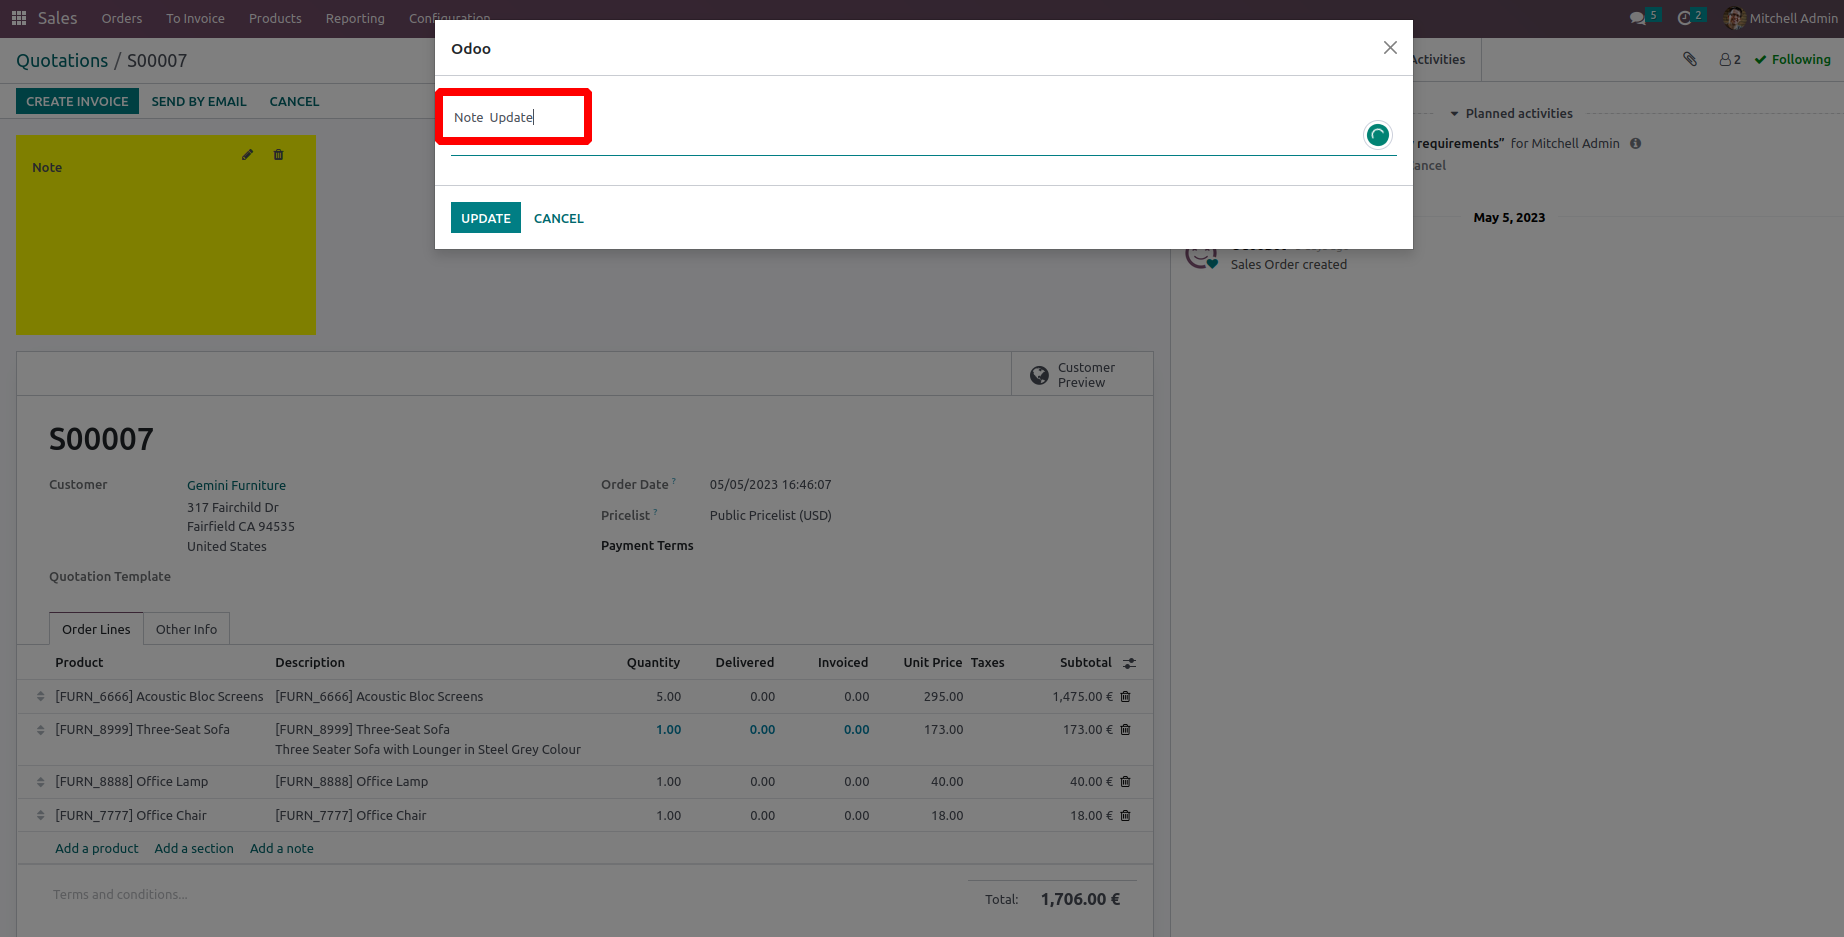 Sales Orders To Invoice Products Reporting Configuration 5 2 Mitchell Admin
Odoo
Quotations / S00007
Activities 2 Following
CREATE INVOICE SEND BY EMAIL CANCEL
Note Update
Planned activities
requirements” for Mitchell Admin
Note
UPDATE CANCEL
May 5, 2023
Sales Order created
Customer
Preview
S00007
Customer Gemini Furniture
317 Fairchild Dr
Fairfield CA 94535
United States
Order Date ? 05/05/2023 16:46:07
Pricelist ? Public Pricelist (USD)
Payment Terms
Quotation Template
Order Lines Other Info
Product Description Quantity Delivered Invoiced Unit Price Taxes Subtotal
[FURN_6666] Acoustic Bloc Screens [FURN_6666] Acoustic Bloc Screens 5.00 0.00 0.00 295.00 1,475.00 €
[FURN_8999] Three-Seat Sofa [FURN_8999] Three-Seat Sofa 1.00 0.00 0.00 173.00 173.00 €
Three Seater Sofa with Lounger in Steel Grey Colour
[FURN_8888] Office Lamp [FURN_8888] Office Lamp 1.00 0.00 0.00 40.00 40.00 €
[FURN_7777] Office Chair [FURN_7777] Office Chair 1.00 0.00 0.00 18.00 18.00 €
Add a product Add a section Add a note
Terms and conditions...
Total: 1,706.00 €